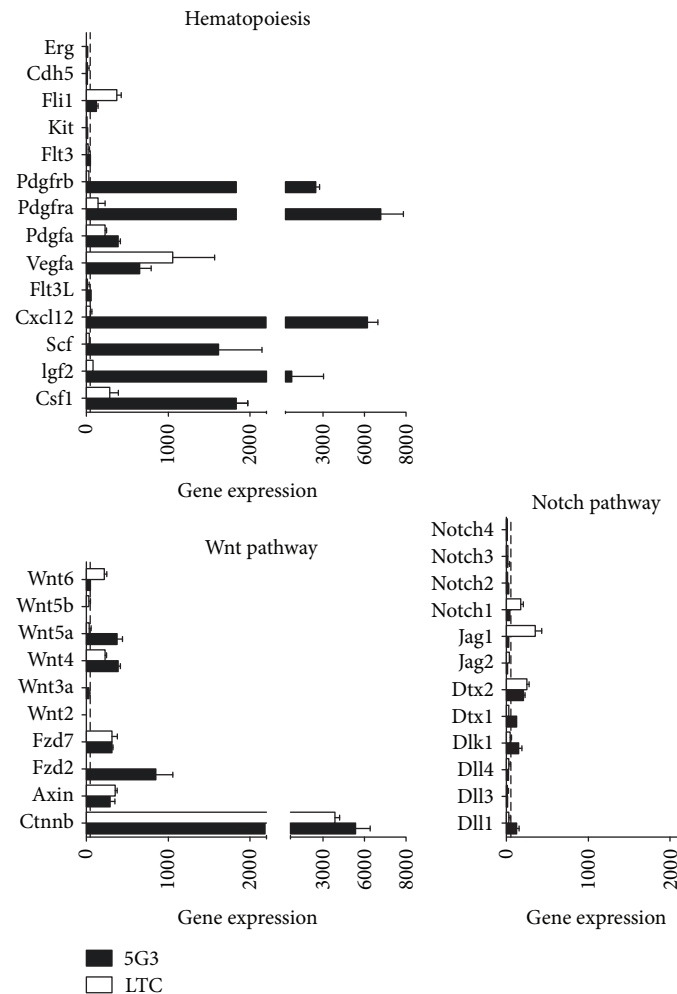 Hematopoiesis
Erg
Cdh5
Fli1
Kit
Flt3
Pdgfrb
Pdgfra
Pdgfa
Vegfa
Flt3L
Cxcl12
Scf
lgf2
Csf1
0
1000
2000
3000
6000
8000
Gene expression
Wnt pathway
Wnt6
Wnt5b
Wnt5a
Wnt4
Wnt3a
Wnt2
Fzd7
Fzd2
Axin
Ctnnb
0
1000
2000
3000
6000
8000
Gene expression
Notch pathway
Notch4
Notch3
Notch2
Notch1
Jag1
Jag2
Dtx2
Dtx1
Dlk1
Dll4
Dll3
Dll1
0
1000
2000
Gene expression
5G3
LTC